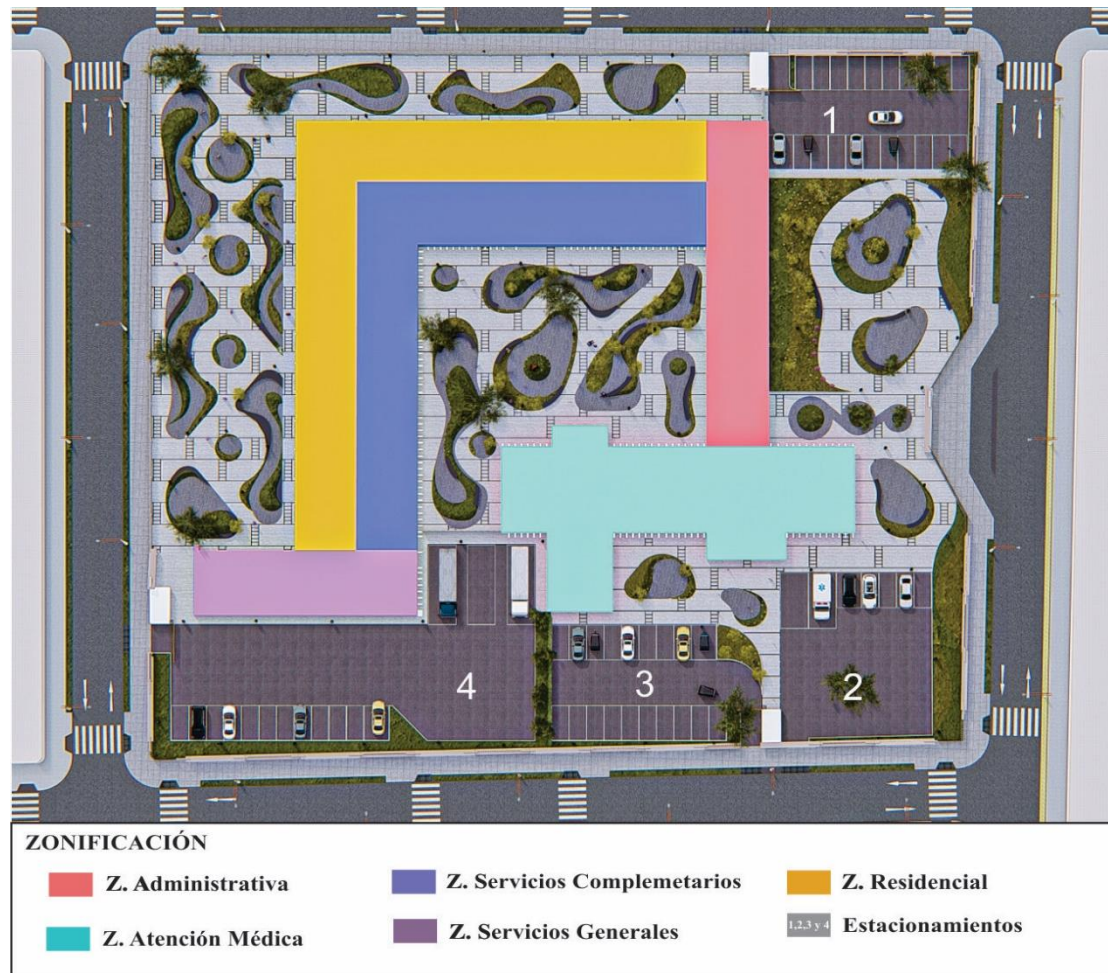 1
4
3
2
ZONIFICACIÓN
Z. Administrativa
Z. Servicios Complemetarios
Z. Residencial
Z. Atención Médica
Z. Servicios Generales
1,2,3 y 4
Estacionamientos